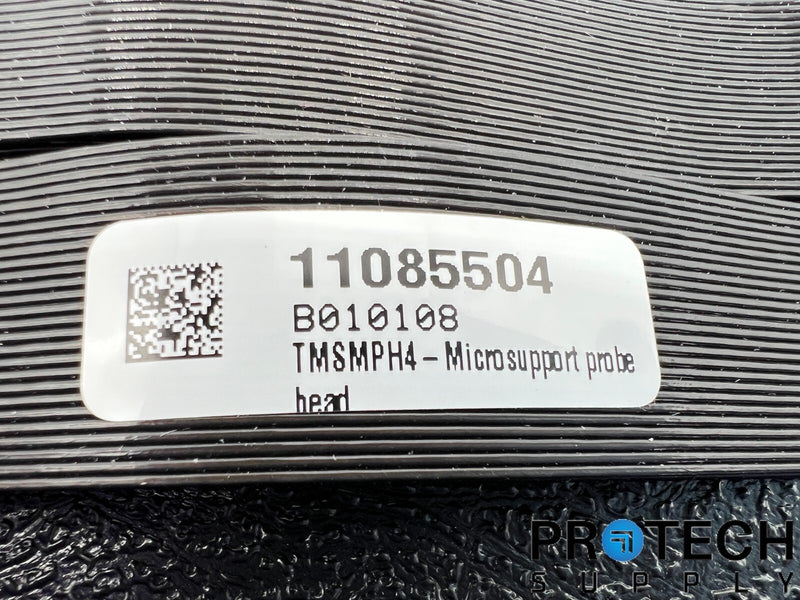 11085504
B010108
TMSMPH4 – Microsupport probe
head
PROTECH
SUPPLY